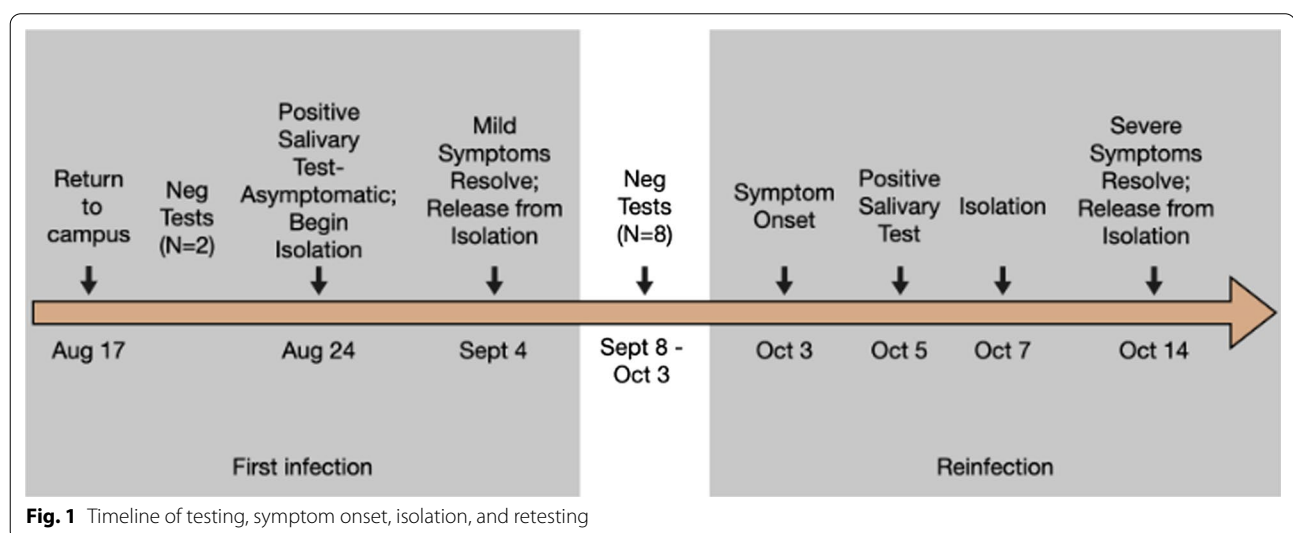 Return
to
campus
Neg
Tests
(N=2)
Positive
Salivary
Test-
Asymptomatic;
Begin
Isolation
Mild
Symptoms
Resolve;
Release from
Isolation
Neg
Tests
(N=8)
Symptom
Onset
Positive
Salivary
Test
Isolation
Severe
Symptoms
Resolve;
Release from
Isolation
Aug 17
Aug 24
Sept 4
Sept 8 -
Oct 3
Oct 3
Oct 5
Oct 7
Oct 14
First infection
Reinfection
Fig. 1 Timeline of testing, symptom onset, isolation, and retesting